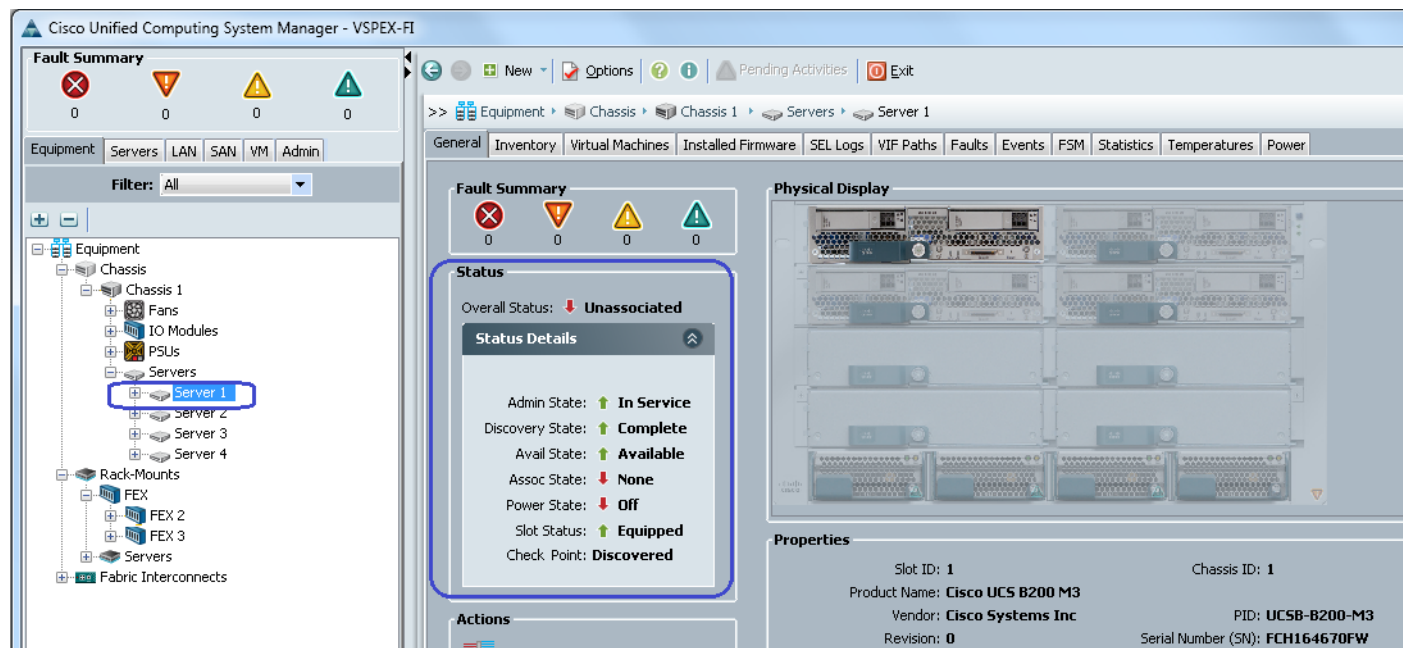 Cisco Unified Computing System Manager - VSPEX-FI
Fault Summary
0 0 0 0
Equipment Servers LAN SAN VM Admin
Filter: All
Equipment
Chassis
Chassis 1
Fans
IO Modules
PSUs
Servers
Server 1
Server 2
Server 3
Server 4
Rack-Mounts
FEX
FEX 2
FEX 3
Servers
Fabric Interconnects
New Options Pending Activities Exit
>> Equipment Chassis Chassis 1 Servers Server 1
General Inventory Virtual Machines Installed Firmware SEL Logs VIF Paths Faults Events FSM Statistics Temperatures Power
Fault Summary
0 0 0 0
Status
Overall Status: Unassociated
Status Details
Admin State: In Service
Discovery State: Complete
Avail State: Available
Assoc State: None
Power State: Off
Slot Status: Equipped
Check Point: Discovered
Actions
Physical Display
Properties
Slot ID: 1 Chassis ID: 1
Product Name: Cisco UCS B200 M3
Vendor: Cisco Systems Inc PID: UCSB-B200-M3
Revision: 0 Serial Number (SN): FCH164670FW